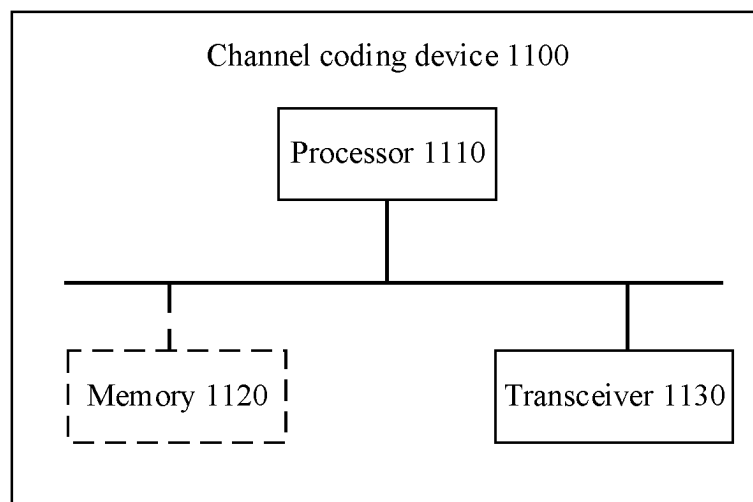 Channel coding device 1100
Processor 1110
Memory 1120
Transceiver 1130